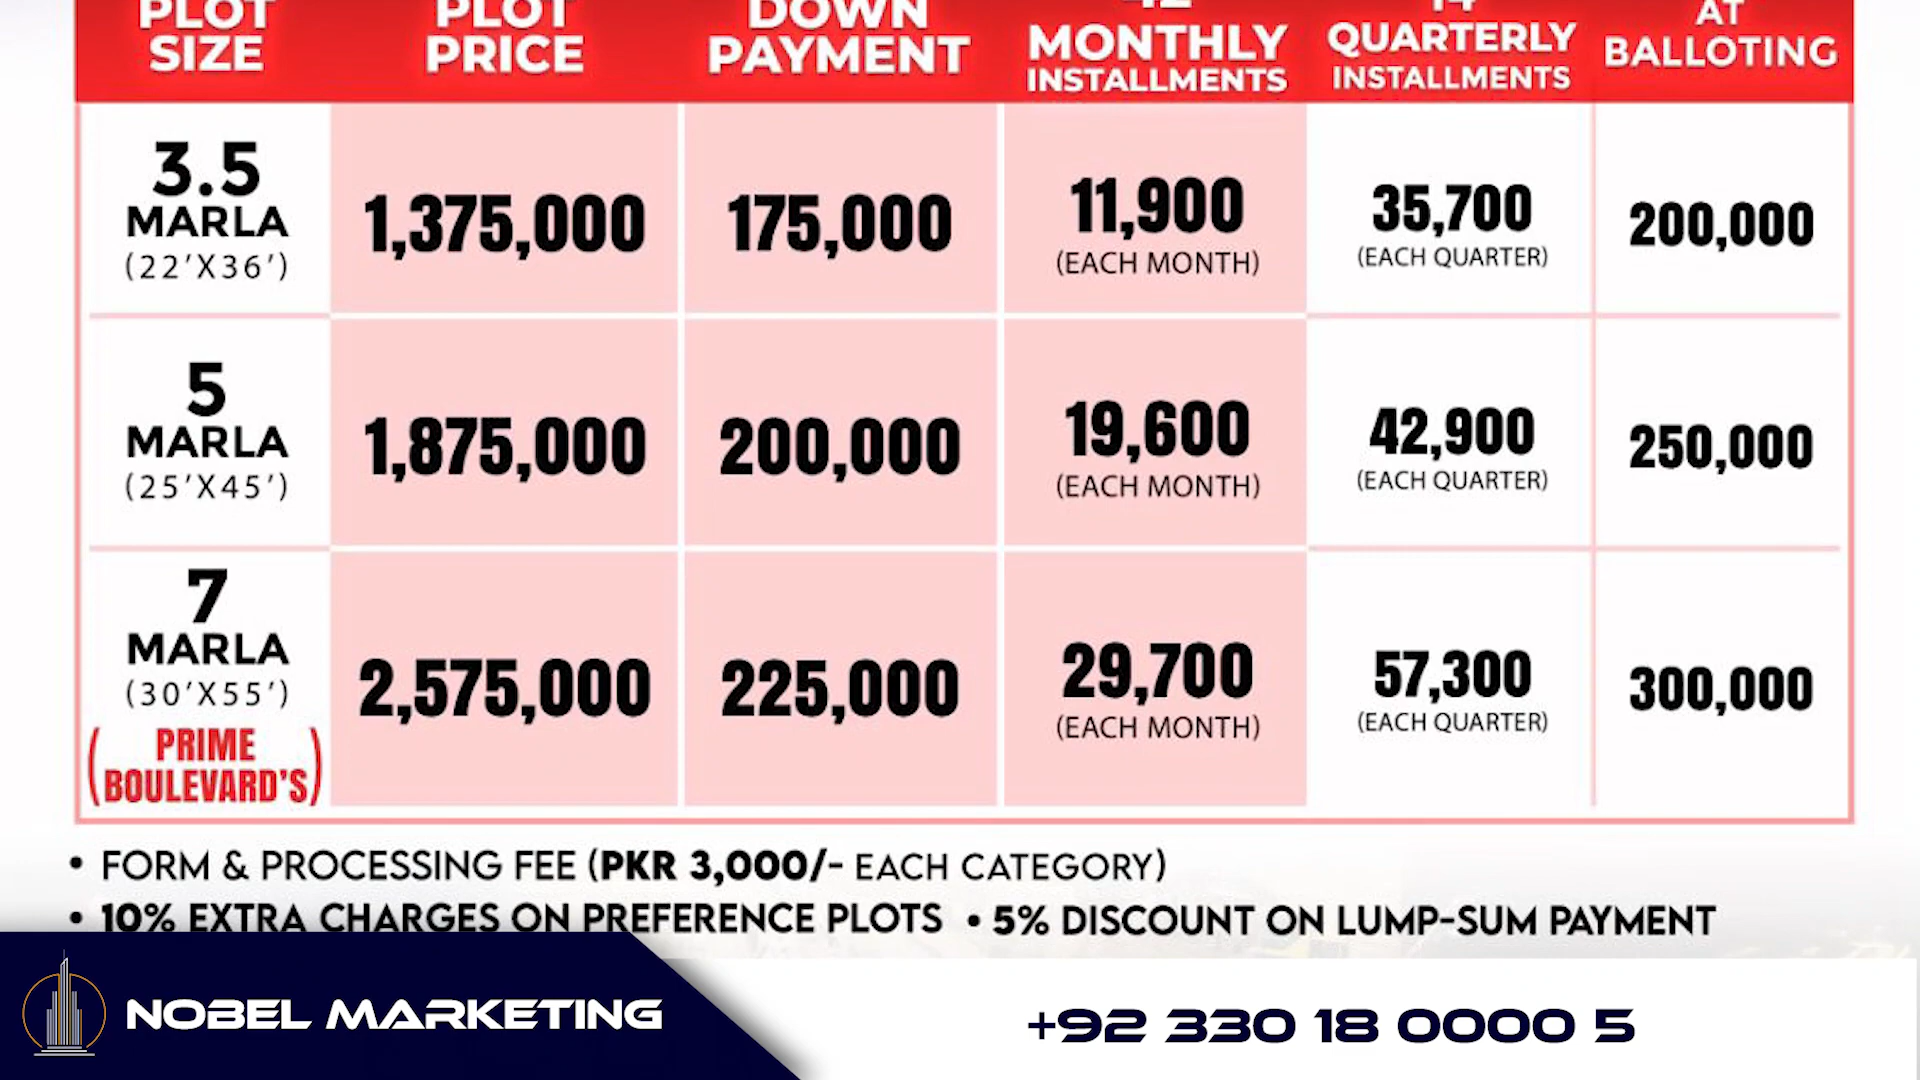 PLOT SIZE
PLOT PRICE
DOWN PAYMENT
MONTHLY INSTALLMENTS
QUARTERLY INSTALLMENTS
AT BALLOTING
3.5
MARLA
(22'X36')
1,375,000
175,000
11,900
(EACH MONTH)
35,700
(EACH QUARTER)
200,000
5
MARLA
(25'X45')
1,875,000
200,000
19,600
(EACH MONTH)
42,900
(EACH QUARTER)
250,000
7
MARLA
(30'X55')
(PRIME BOULEVARD'S)
2,575,000
225,000
29,700
(EACH MONTH)
57,300
(EACH QUARTER)
300,000
• FORM & PROCESSING FEE (PKR 3,000/- EACH CATEGORY)
• 10% EXTRA CHARGES ON PREFERENCE PLOTS • 5% DISCOUNT ON LUMP-SUM PAYMENT
NOBEL MARKETING
+92 330 18 0000 5